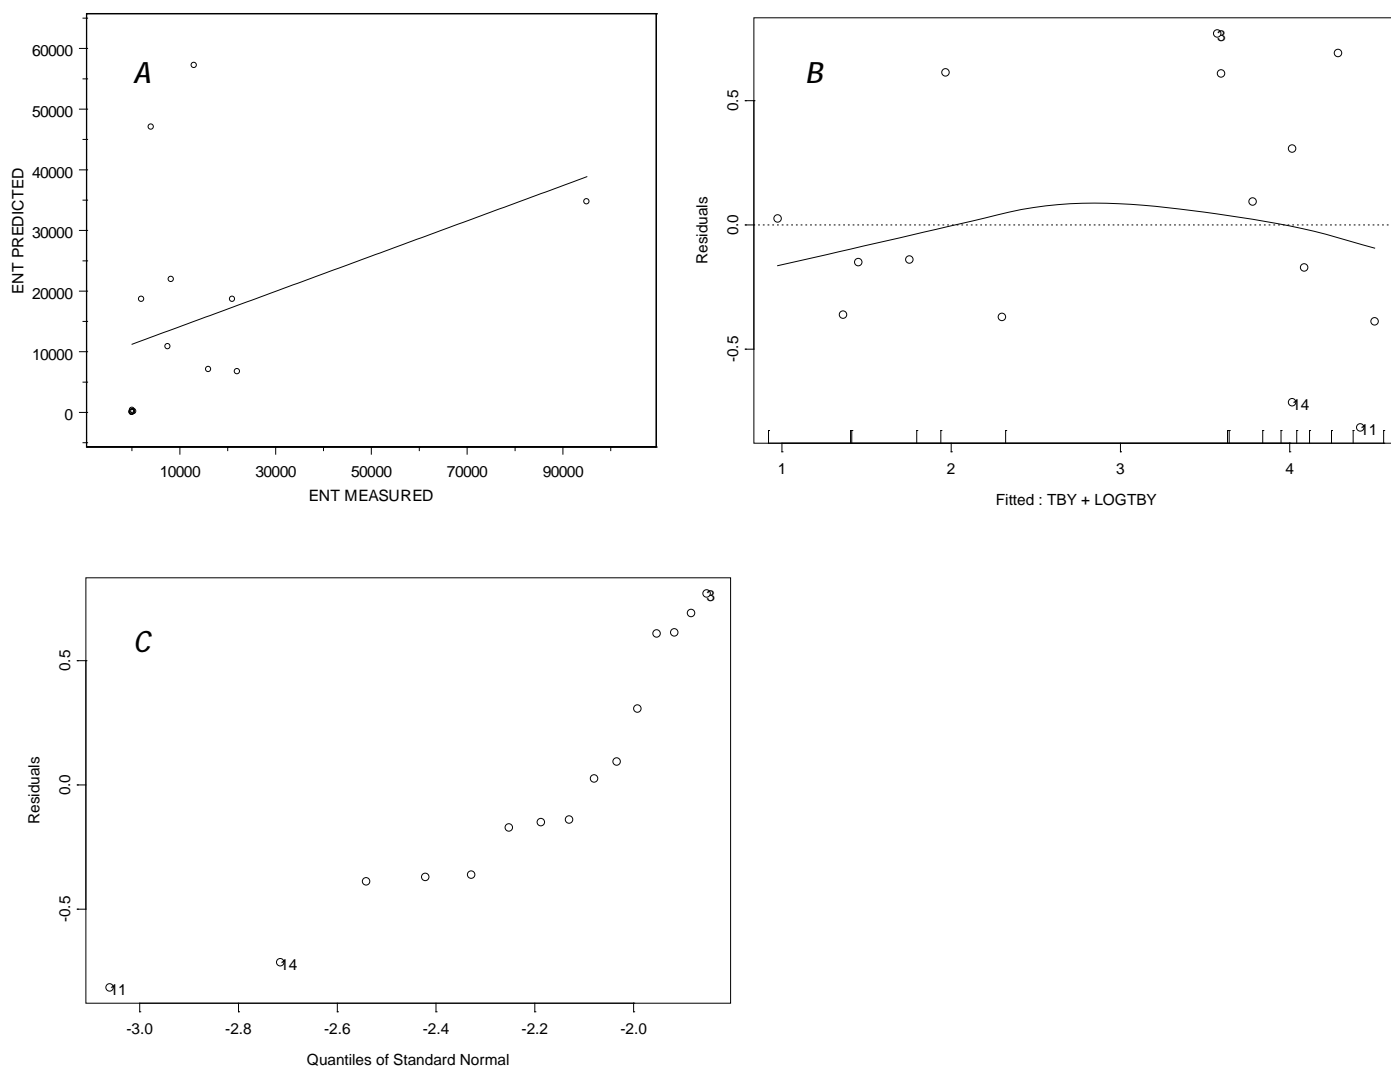 A
60000
50000
40000
30000
20000
10000
0
ENT PREDICTED
10000 30000 50000 70000 90000
ENT MEASURED
B
3
0.5
0.0
-0.5
Residuals
14
11
1 2 3 4
Fitted : TBY + LOGTBY
C
3
0.5
0.0
-0.5
Residuals
14
11
-3.0 -2.8 -2.6 -2.4 -2.2 -2.0
Quantiles of Standard Normal